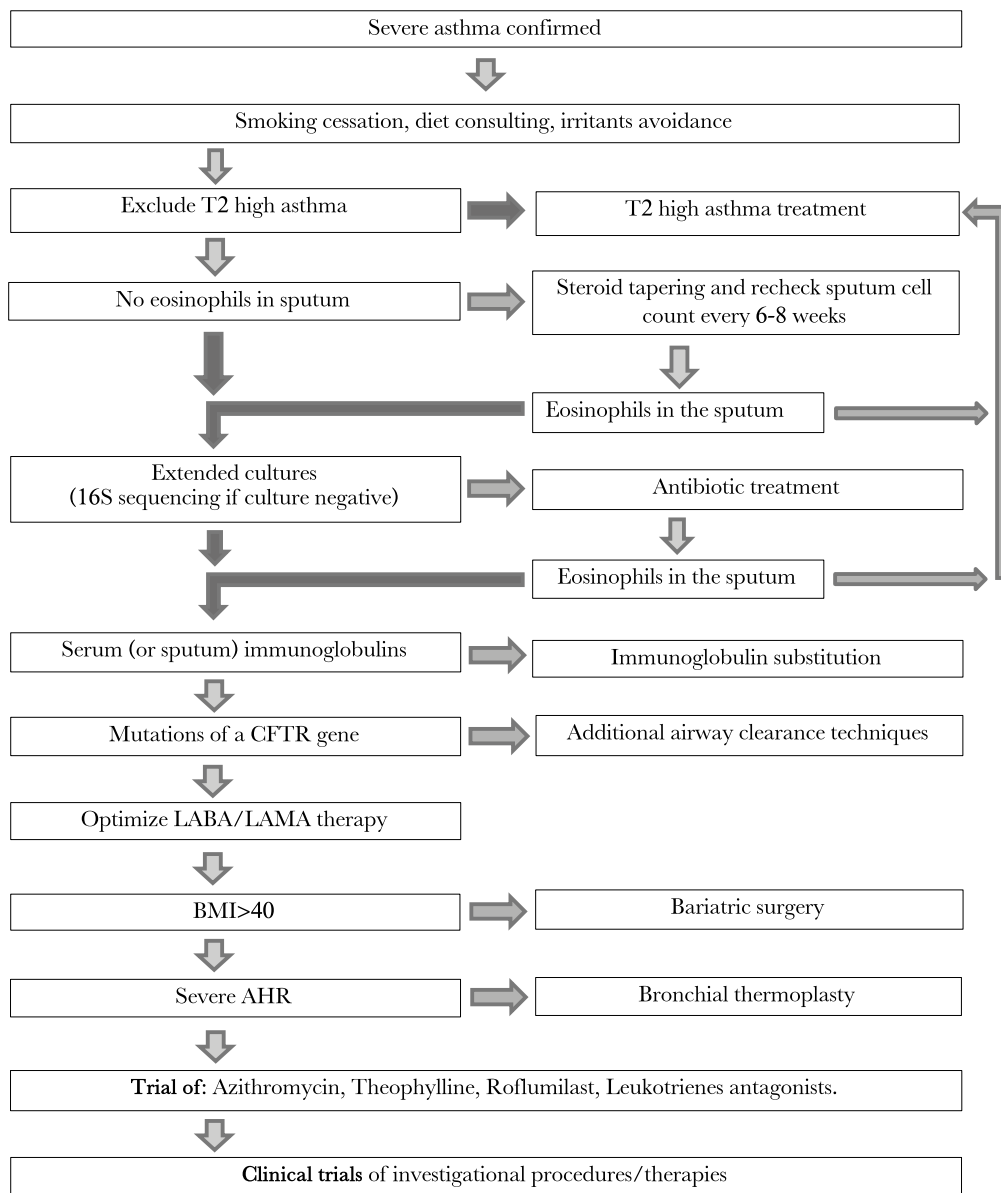 Severe asthma confirmed
Smoking cessation, diet consulting, irritants avoidance
Exclude T2 high asthma
T2 high asthma treatment
No eosinophils in sputum
Steroid tapering and recheck sputum cell
count every 6-8 weeks
Eosinophils in the sputum
Extended cultures
(16S sequencing if culture negative)
Antibiotic treatment
Eosinophils in the sputum
Serum (or sputum) immunoglobulins
Immunoglobulin substitution
Mutations of a CFTR gene
Additional airway clearance techniques
Optimize LABA/LAMA therapy
BMI>40
Bariatric surgery
Severe AHR
Bronchial thermoplasty
Trial of: Azithromycin, Theophylline, Roflumilast, Leukotrienes antagonists.
Clinical trials of investigational procedures/therapies